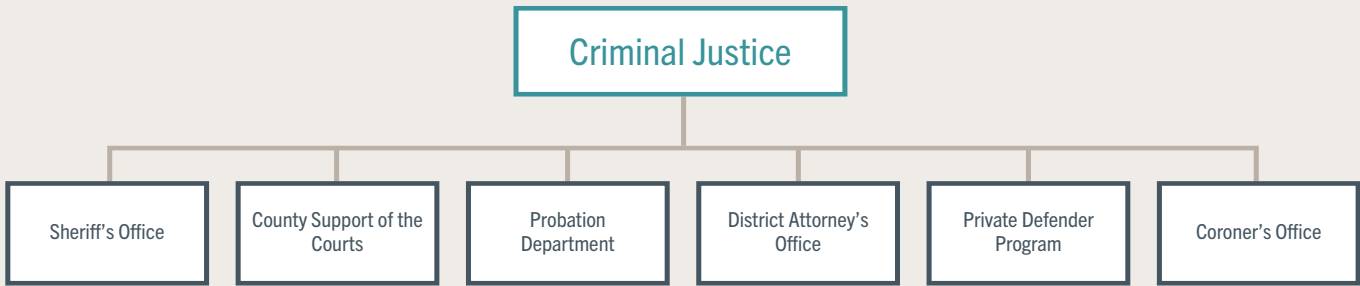 Criminal Justice
Sheriff’s Office
County Support of the
Courts
Probation
Department
District Attorney’s
Office
Private Defender
Program
Coroner’s Office